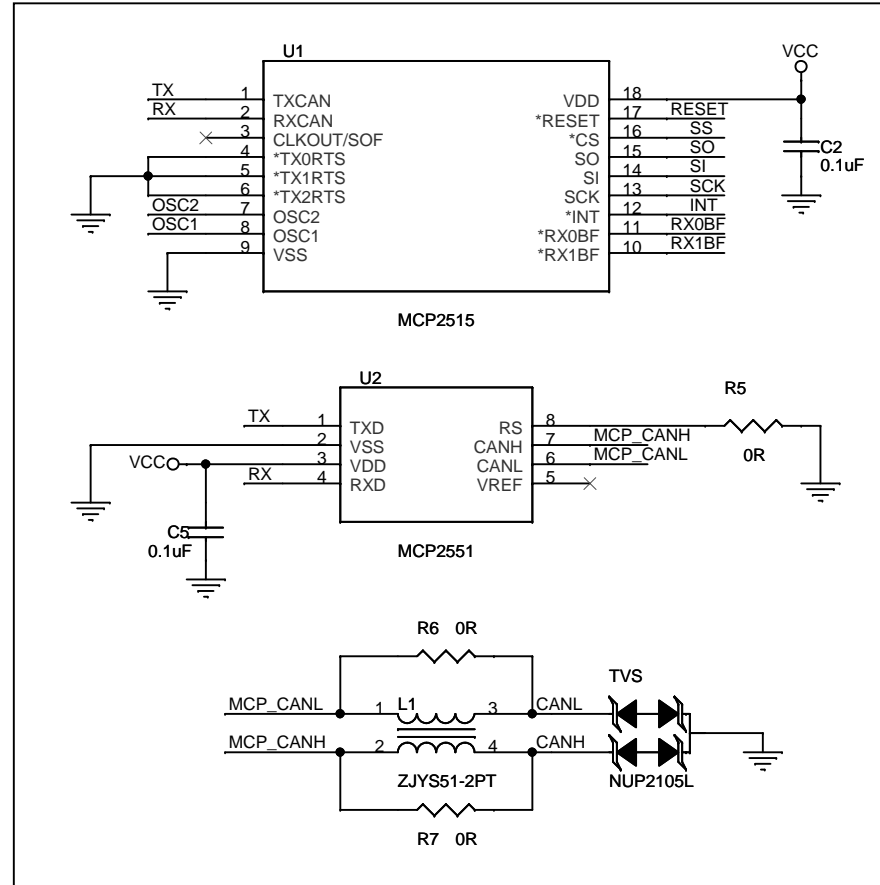 U1
VCC
TX 1 TXCAN VDD 18
RX 2 RXCAN *RESET 17 RESET
3 CLKOUT/SOF *CS 16 SS
4 *TX0RTS SO 15 SO
5 *TX1RTS SI 14 SI
6 *TX2RTS SCK 13 SCK
OSC2 7 OSC2 *INT 12 INT
OSC1 8 OSC1 *RX0BF 11 RX0BF
9 VSS *RX1BF 10 RX1BF
C2
0.1uF
MCP2515
U2
R5
TX 1 TXD RS 8
2 VSS CANH 7 MCP_CANH
VCC 3 VDD CANL 6 MCP_CANL
RX 4 RXD VREF 5
0R
C5
0.1uF
MCP2551
R6 0R
TVS
MCP_CANL 1 L1 3 CANL
MCP_CANH 2 4 CANH
ZJYS51-2PT
NUP2105L
R7 0R